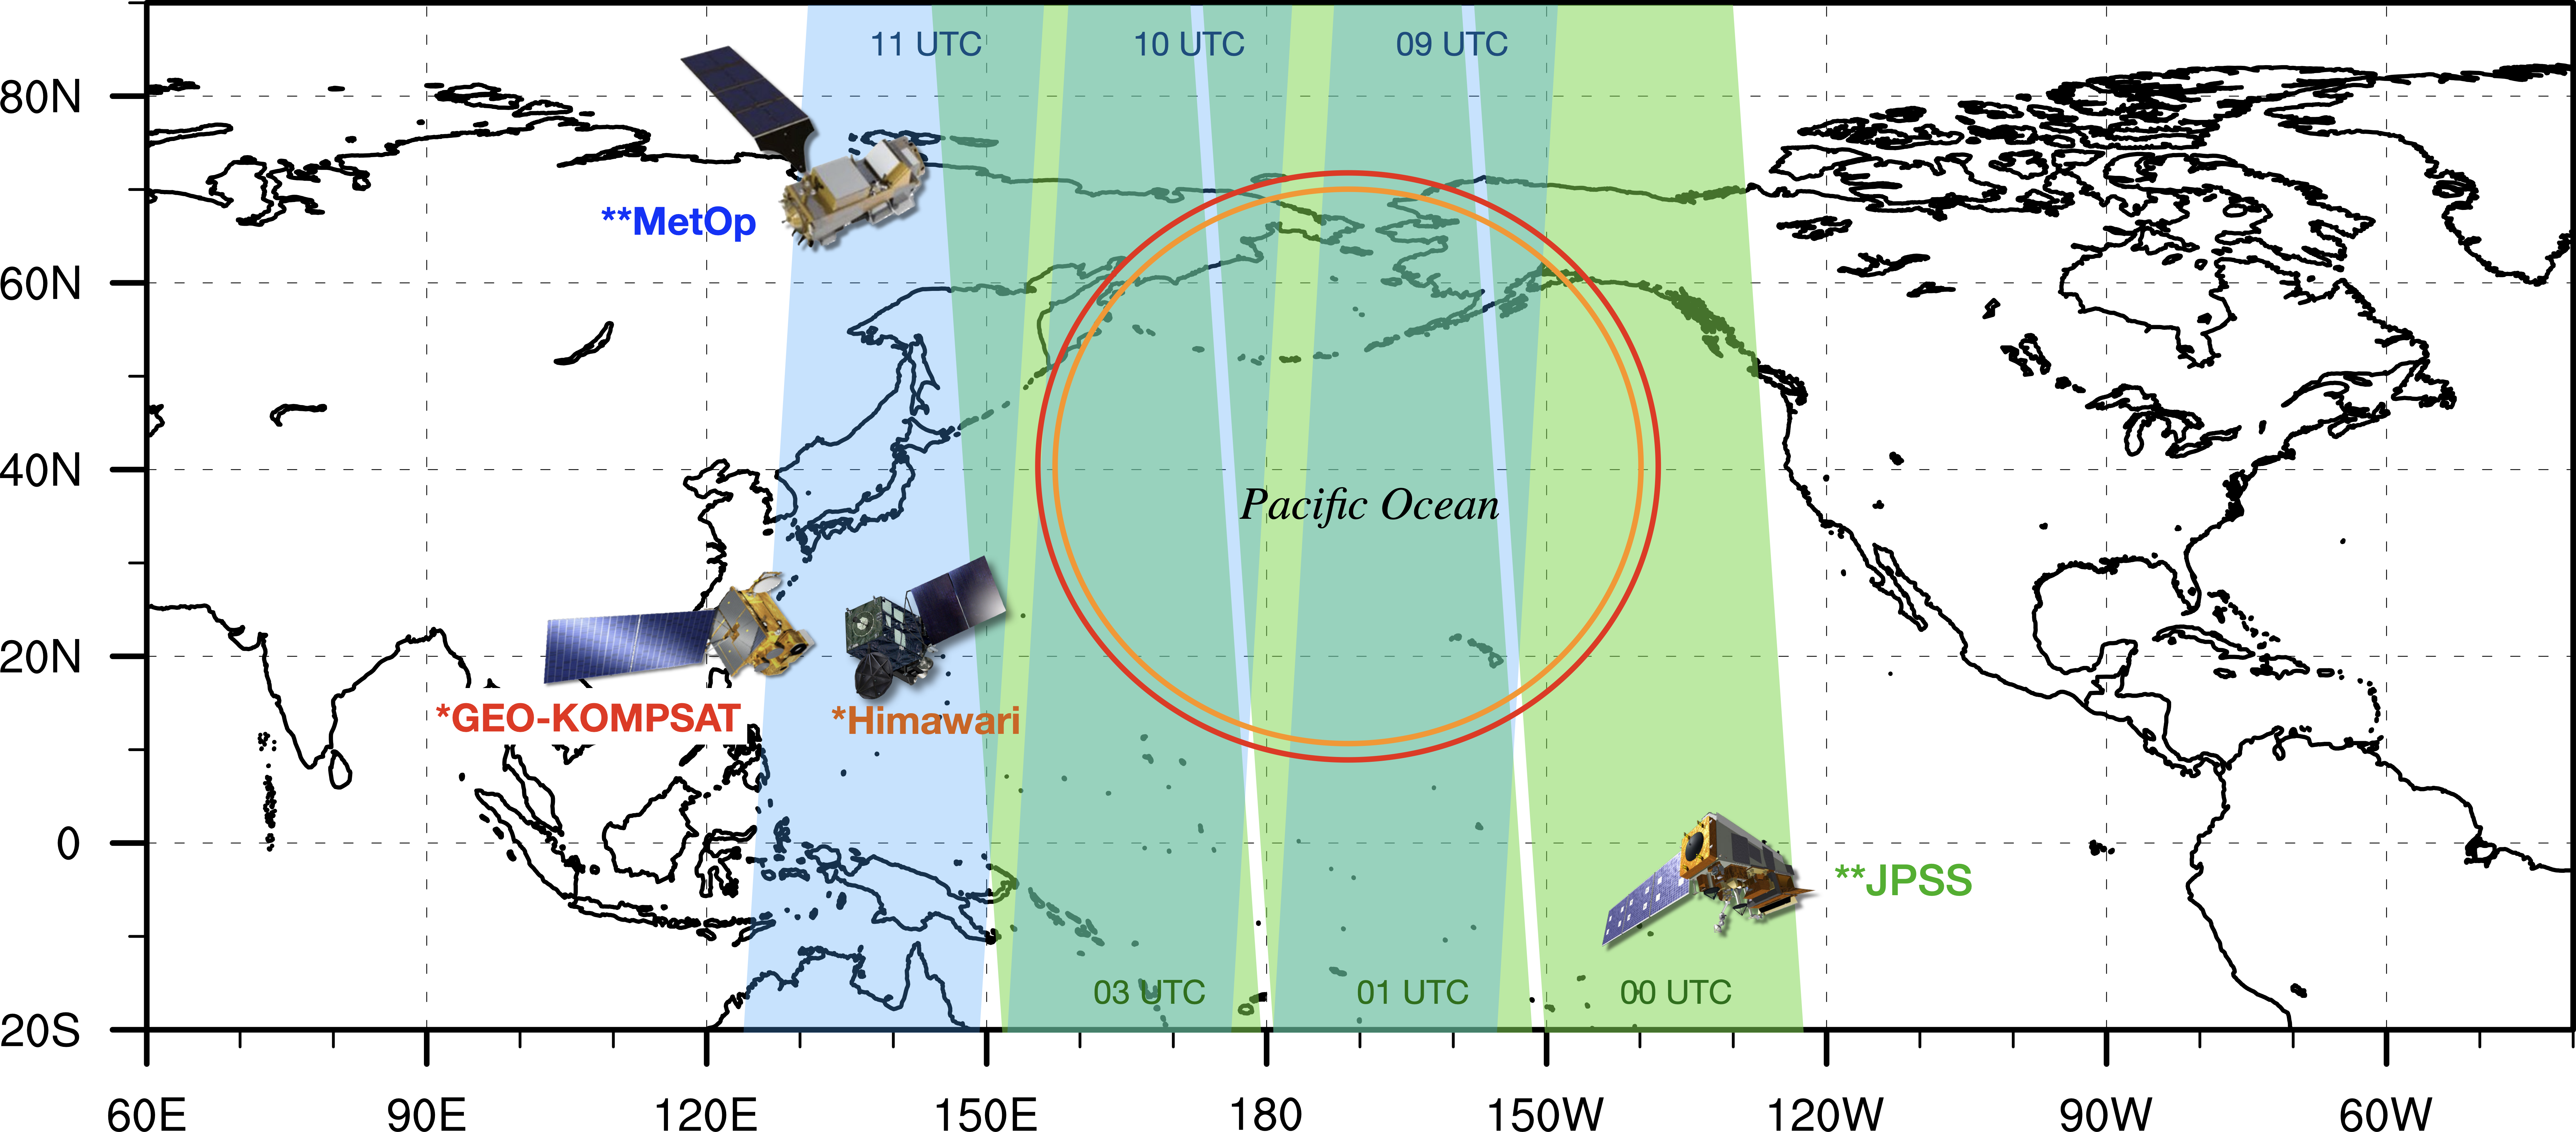 11 UTC 10 UTC 09 UTC
80N
**MetOp
60N
40N
Pacific Ocean
20N
*GEO-KOMPSAT *Himawari
0
**JPSS
03 UTC 01 UTC 00 UTC
20S
60E 90E 120E 150E 180 150W 120W 90W 60W